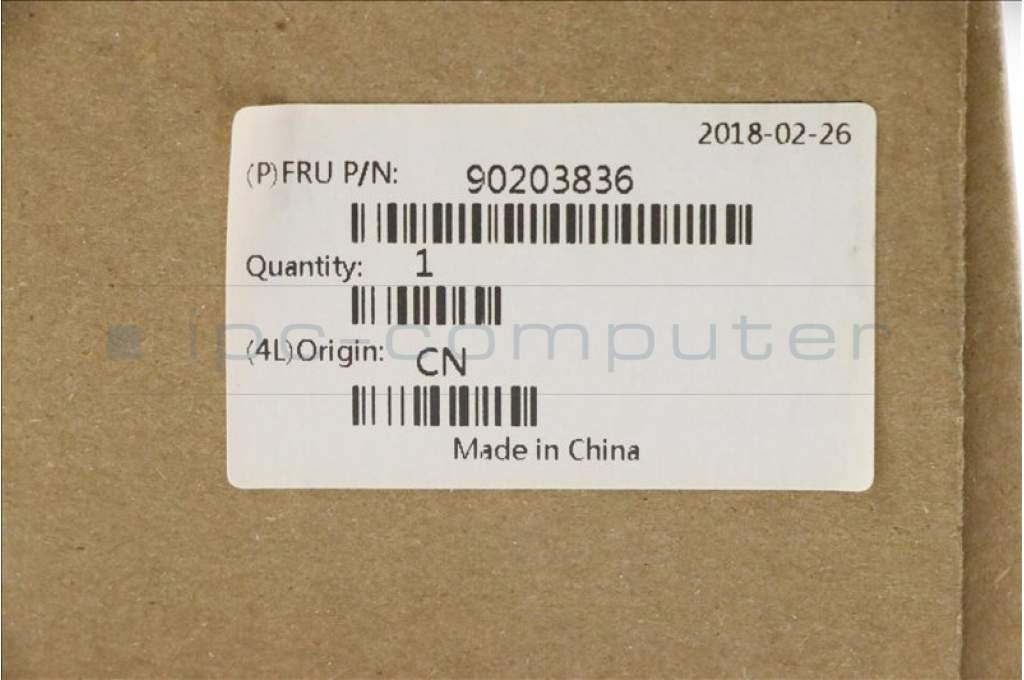 2018-02-26
(P)FRU P/N: 90203836
Quantity: 1
ipc-computer
(4L)Origin: CN
Made in China